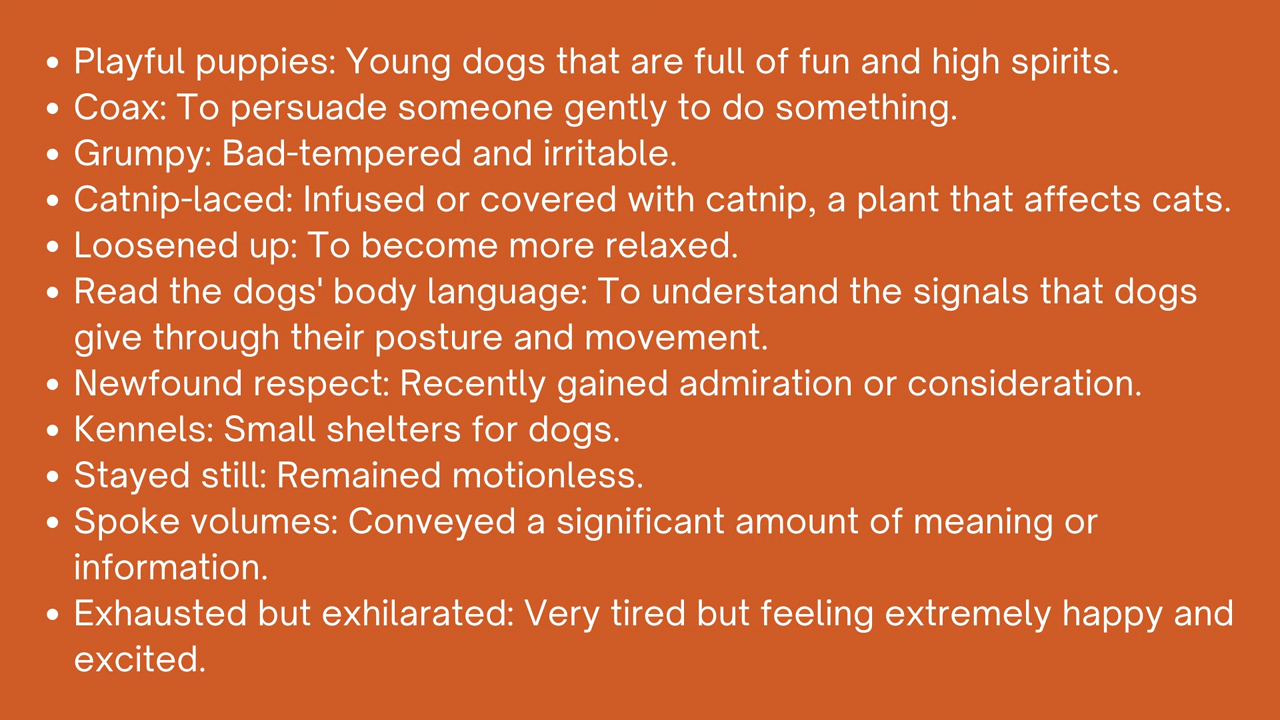 • Playful puppies: Young dogs that are full of fun and high spirits.
• Coax: To persuade someone gently to do something.
• Grumpy: Bad-tempered and irritable.
• Catnip-laced: Infused or covered with catnip, a plant that affects cats.
• Loosened up: To become more relaxed.
• Read the dogs' body language: To understand the signals that dogs
give through their posture and movement.
• Newfound respect: Recently gained admiration or consideration.
• Kennels: Small shelters for dogs.
• Stayed still: Remained motionless.
• Spoke volumes: Conveyed a significant amount of meaning or
information.
• Exhausted but exhilarated: Very tired but feeling extremely happy and
excited.